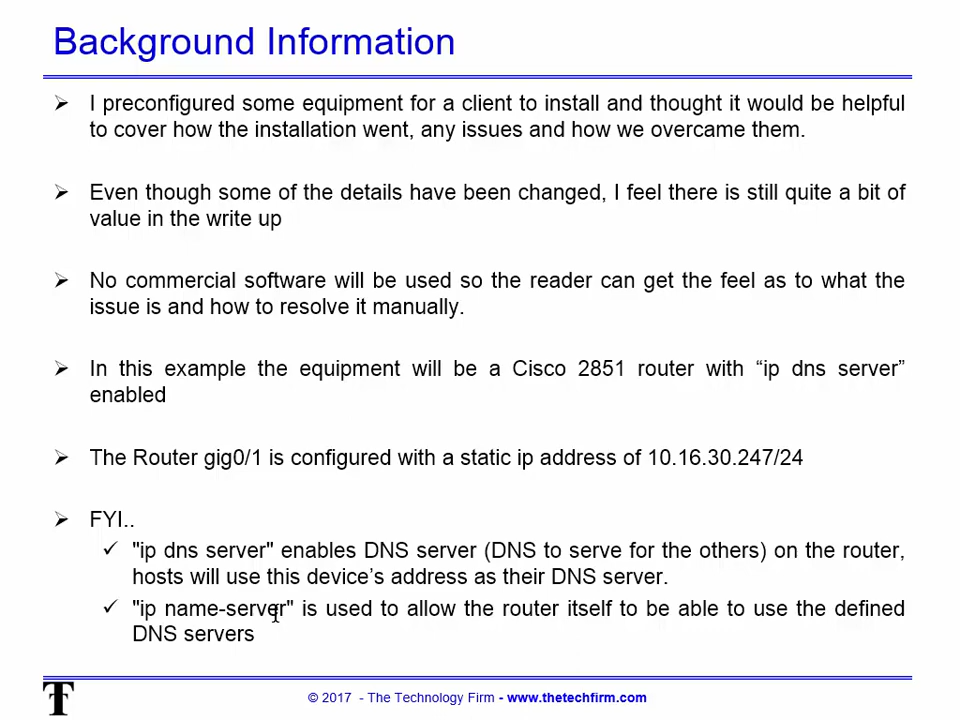 Background Information
➢ I preconfigured some equipment for a client to install and thought it would be helpful
to cover how the installation went, any issues and how we overcame them.
➢ Even though some of the details have been changed, I feel there is still quite a bit of
value in the write up
➢ No commercial software will be used so the reader can get the feel as to what the
issue is and how to resolve it manually.
➢ In this example the equipment will be a Cisco 2851 router with “ip dns server”
enabled
➢ The Router gig0/1 is configured with a static ip address of 10.16.30.247/24
➢ FYI..
✓ "ip dns server" enables DNS server (DNS to serve for the others) on the router,
hosts will use this device’s address as their DNS server.
✓ "ip name-server" is used to allow the router itself to be able to use the defined
DNS servers
T
© 2017 - The Technology Firm - www.thetechfirm.com